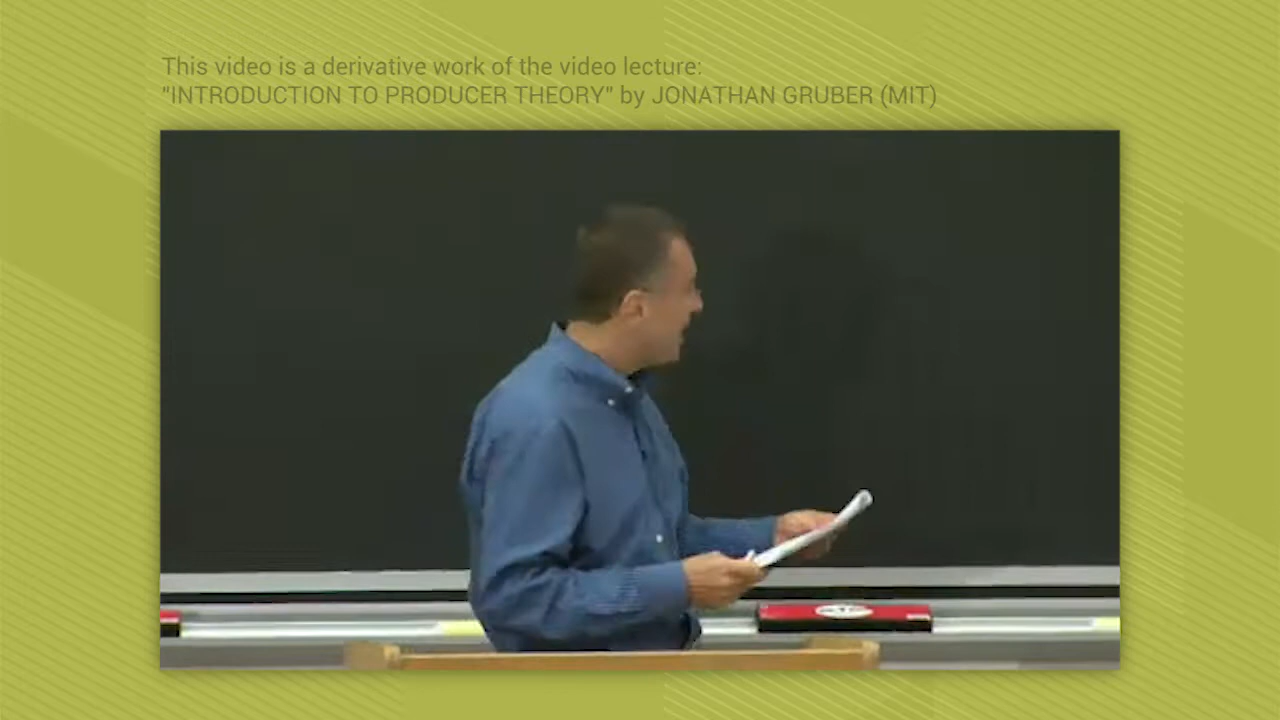 This video is a derivative work of the video lecture:
"INTRODUCTION TO PRODUCER THEORY" by JONATHAN GRUBER (MIT)